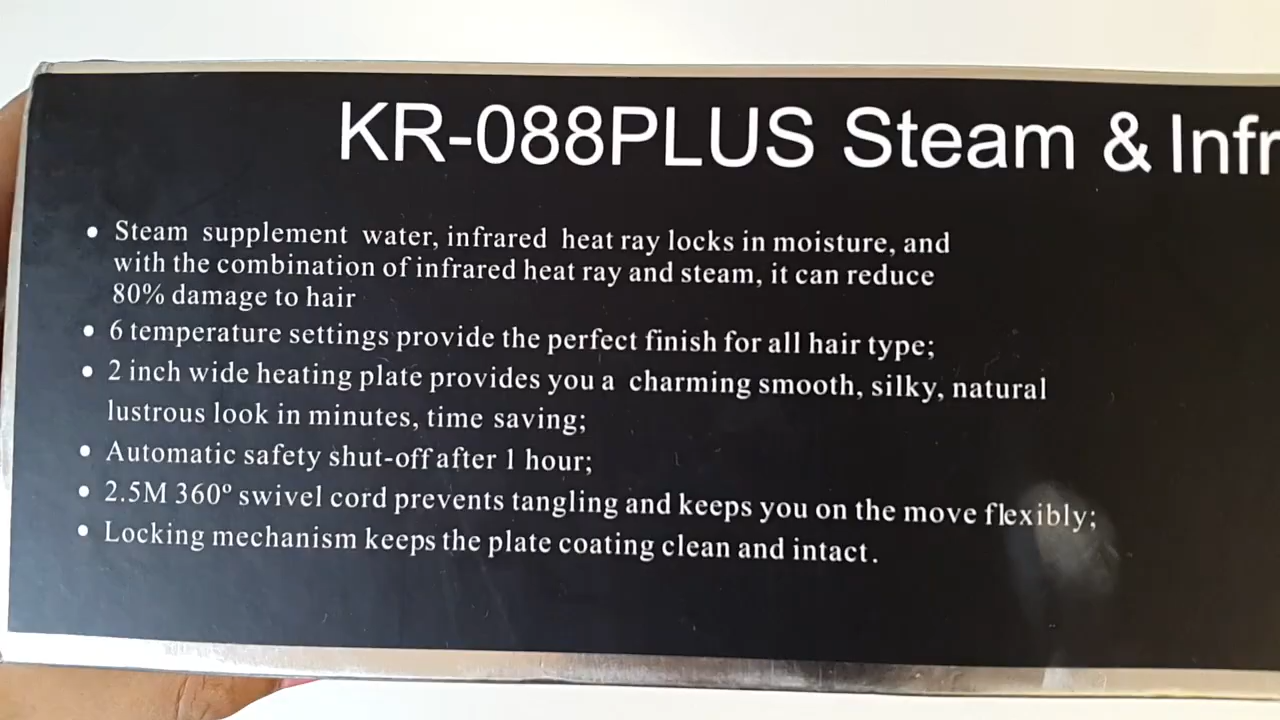 KR-088PLUS Steam & Infr
• Steam supplement water, infrared heat ray locks in moisture, and
with the combination of infrared heat ray and steam, it can reduce
80% damage to hair
• 6 temperature settings provide the perfect finish for all hair type;
• 2 inch wide heating plate provides you a charming smooth, silky, natural
lustrous look in minutes, time saving;
• Automatic safety shut-off after 1 hour;
• 2.5M 360° swivel cord prevents tangling and keeps you on the move flexibly;
• Locking mechanism keeps the plate coating clean and intact.